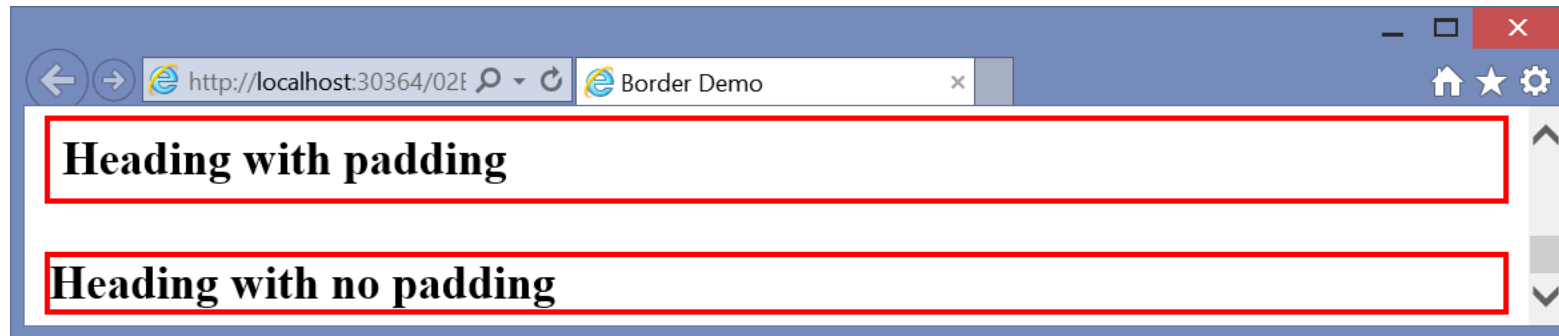 http://localhost:30364/02E
Border Demo
Heading with padding
Heading with no padding